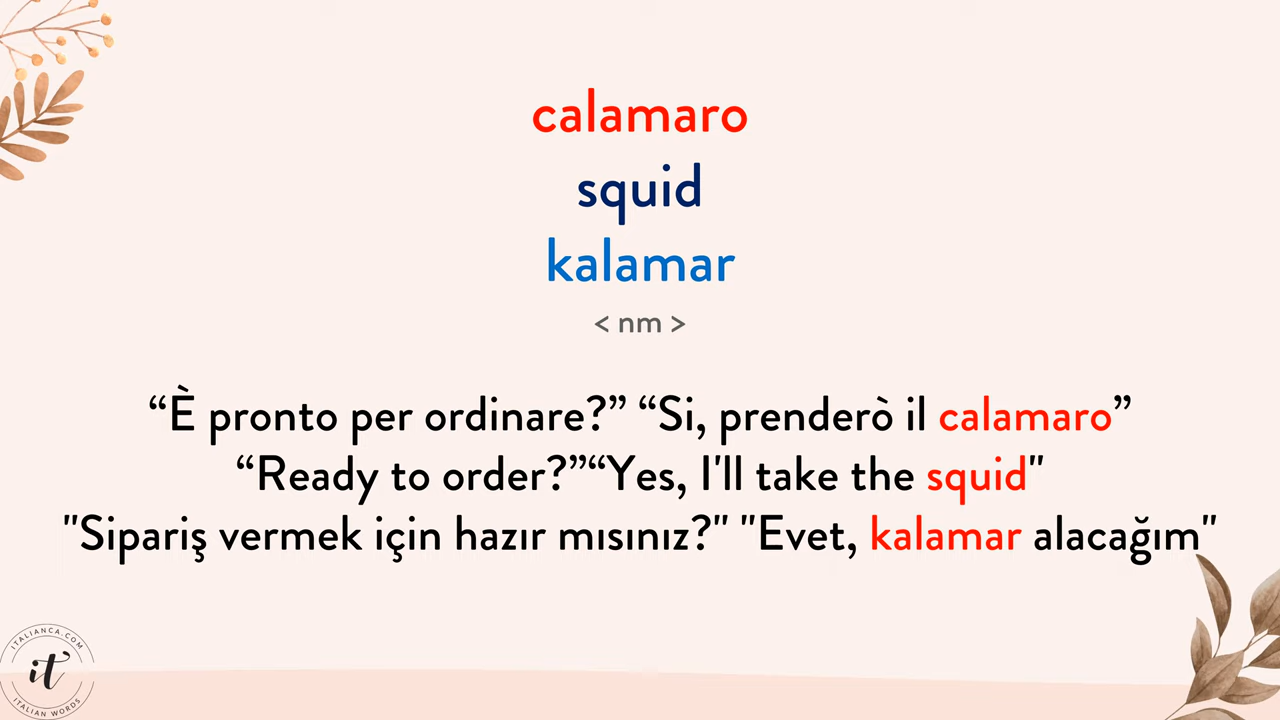 calamaro
squid
kalamar
< nm >
“È pronto per ordinare?” “Si, prenderò il calamaro”
“Ready to order?”“Yes, I'll take the squid"
"Sipariş vermek için hazır mısınız?" "Evet, kalamar alacağım"
ITALIANCA.COM
it
ITALIAN WORDS